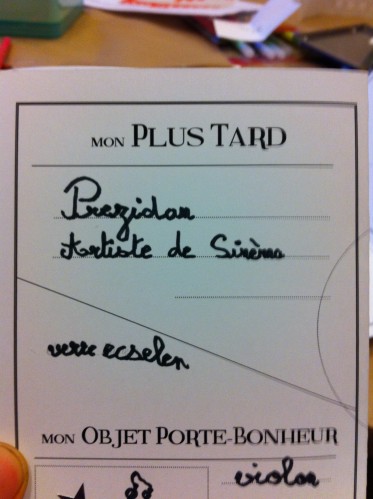 MON PLUS TARD
Prezidan
Artiste de Sinèma
verre ecselen
MON OBJET PORTE-BONHEUR
violon